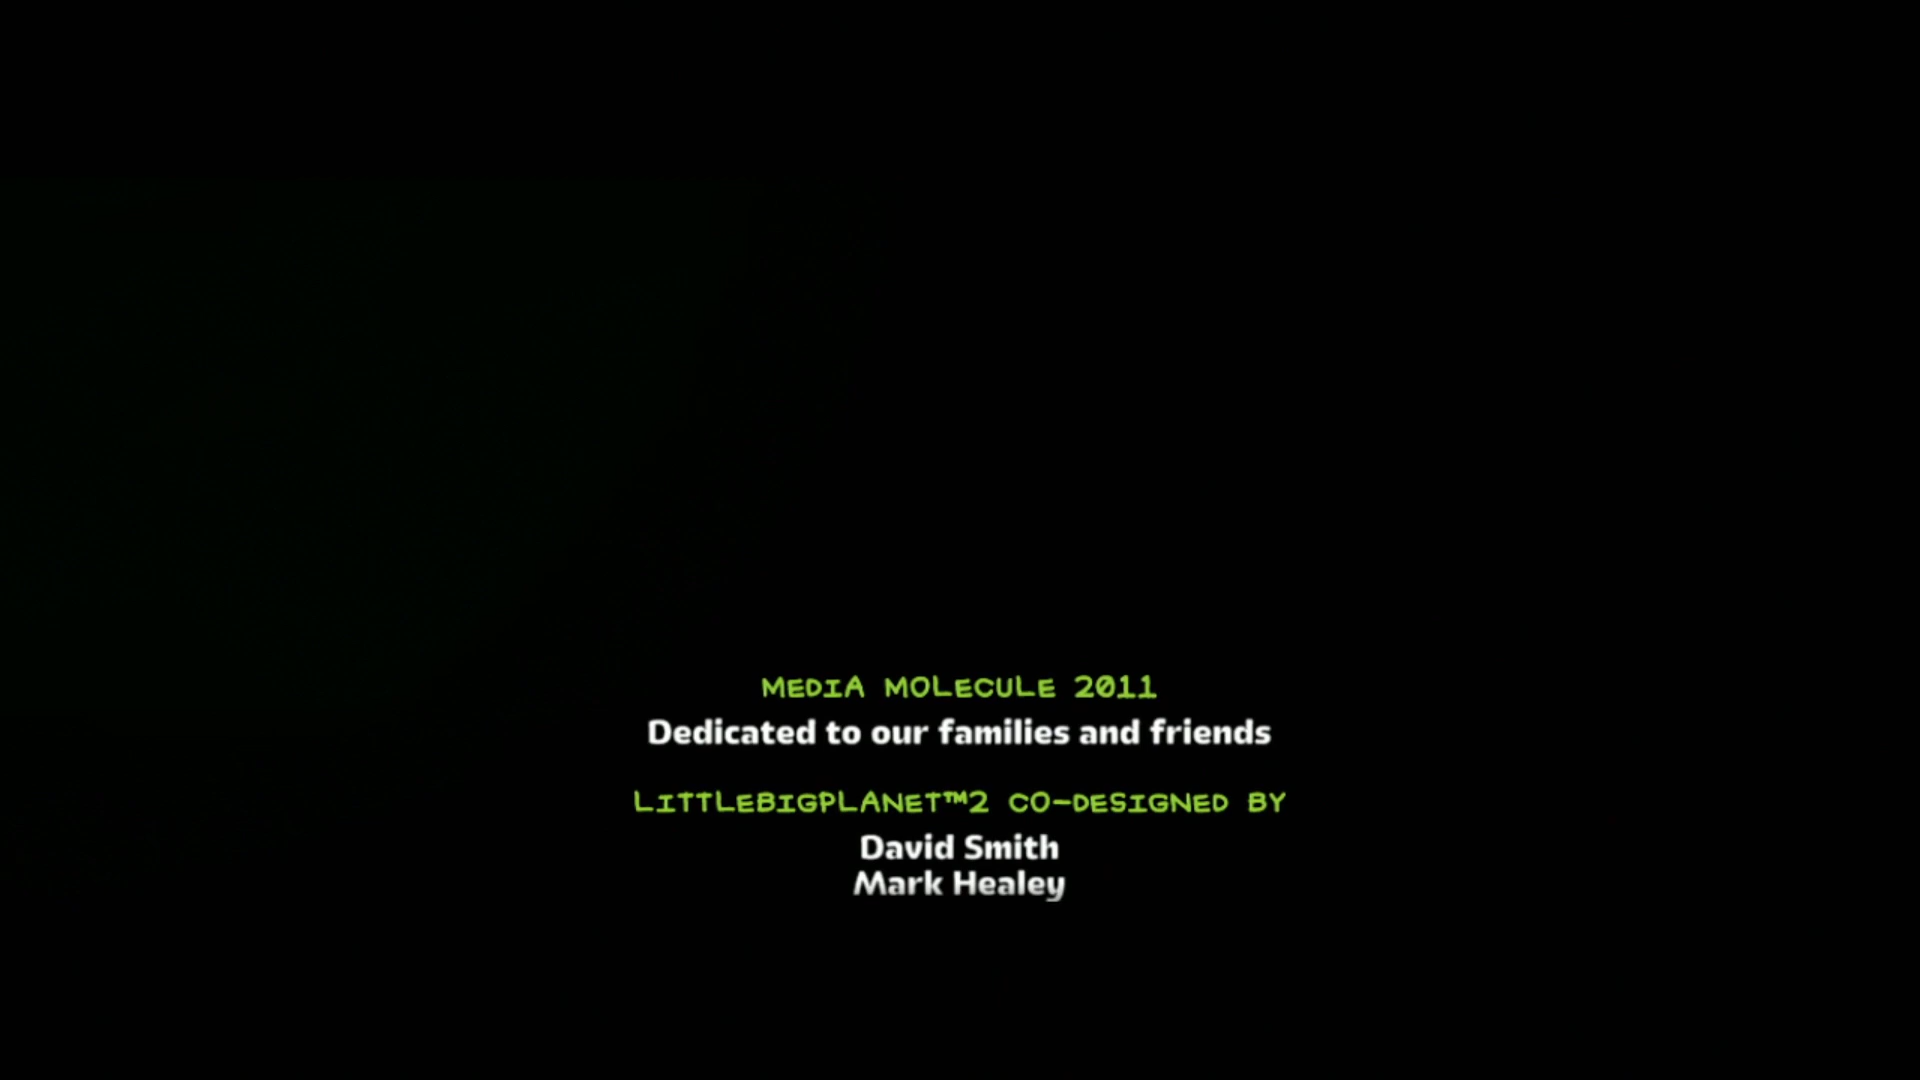 MEDIA MOLECULE 2011
Dedicated to our families and friends
LITTLEBIGPLANET™2 CO-DESIGNED BY
David Smith
Mark Healey